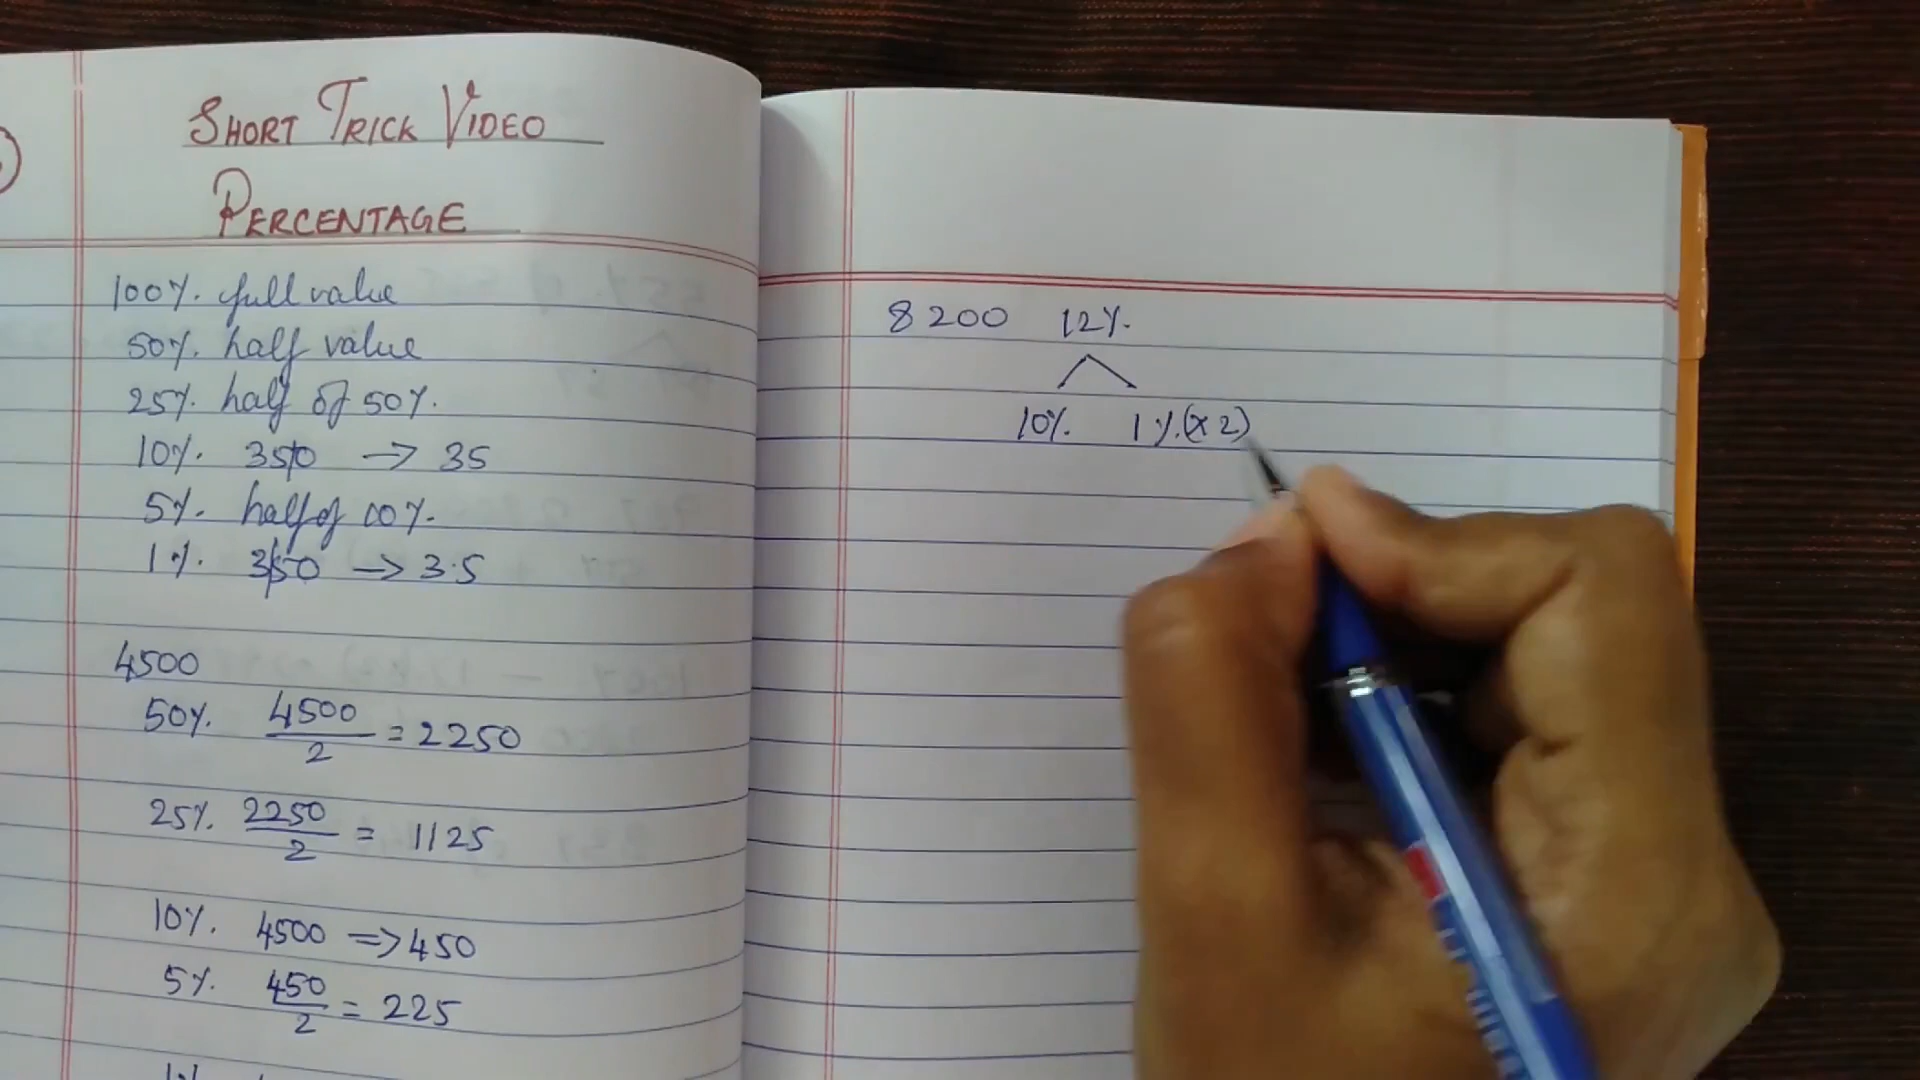 SHORT TRICK VIDEO
PERCENTAGE
100%. full value
50%. half value
25%. half of 50%.
10%. 350 → 35
5%. half of 10%.
1%. 350 → 3.5
4500
50%. 4500/2 = 2250
25%. 2250/2 = 1125
10%. 4500 => 450
5%. 450/2 = 225
8200 12%.
10%. 1%.(x2)